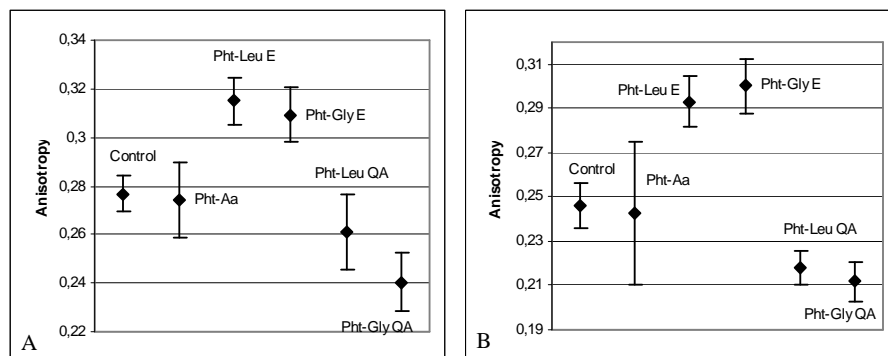 0,34
0,32
0,3
0,28
0,26
0,24
0,22
Anisotropy
Control
Pht-Aa
Pht-Leu E
Pht-Gly E
Pht-Leu QA
Pht-Gly QA
A
0,31
0,29
0,27
0,25
0,23
0,21
0,19
Anisotropy
Control
Pht-Aa
Pht-Leu E
Pht-Gly E
Pht-Leu QA
Pht-Gly QA
B